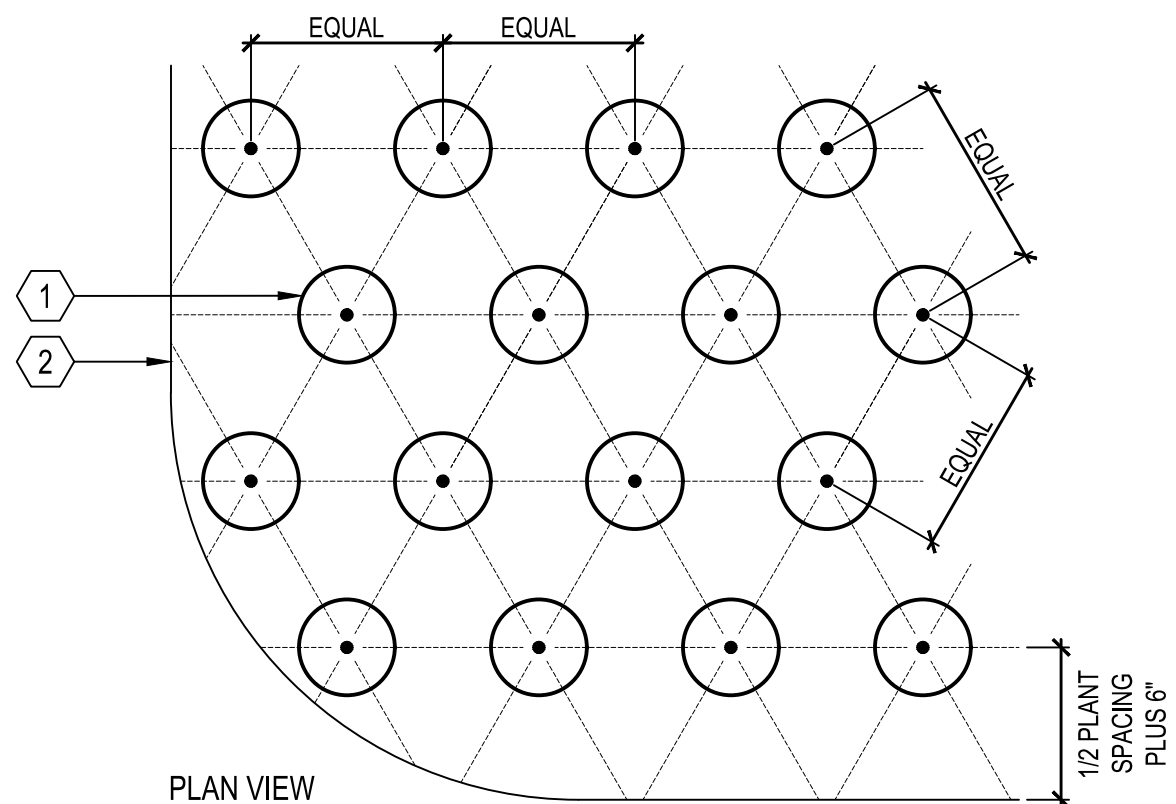 EQUAL
EQUAL
EQUAL
1
2
EQUAL
1/2 PLANT
SPACING
PLUS 6"
PLAN VIEW